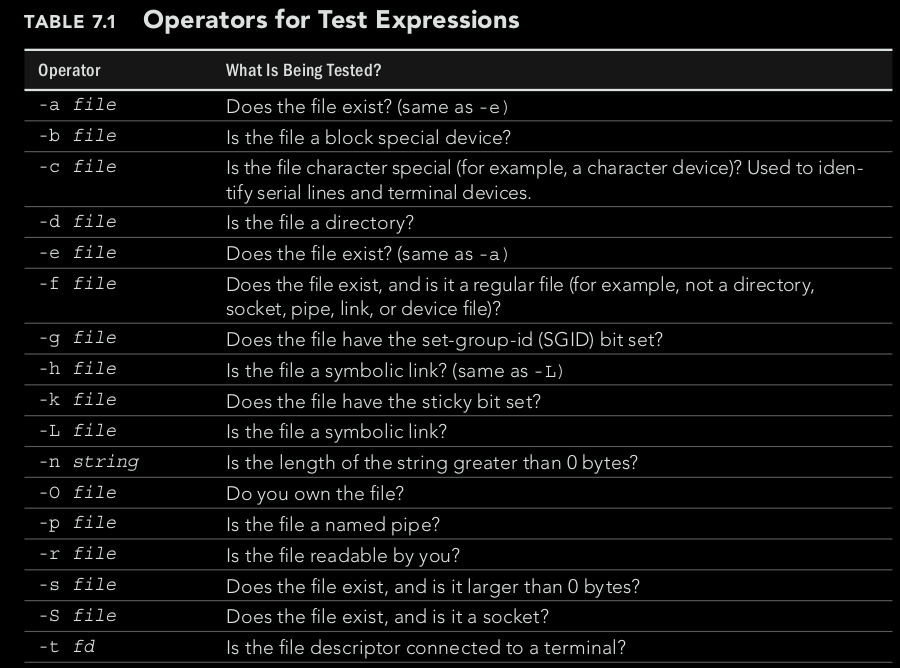 TABLE 7.1 Operators for Test Expressions
Operator What Is Being Tested?
-a file Does the file exist? (same as -e)
-b file Is the file a block special device?
-c file Is the file character special (for example, a character device)? Used to iden-
tify serial lines and terminal devices.
-d file Is the file a directory?
-e file Does the file exist? (same as -a)
-f file Does the file exist, and is it a regular file (for example, not a directory,
socket, pipe, link, or device file)?
-g file Does the file have the set-group-id (SGID) bit set?
-h file Is the file a symbolic link? (same as -L)
-k file Does the file have the sticky bit set?
-L file Is the file a symbolic link?
-n string Is the length of the string greater than 0 bytes?
-O file Do you own the file?
-p file Is the file a named pipe?
-r file Is the file readable by you?
-s file Does the file exist, and is it larger than 0 bytes?
-S file Does the file exist, and is it a socket?
-t fd Is the file descriptor connected to a terminal?